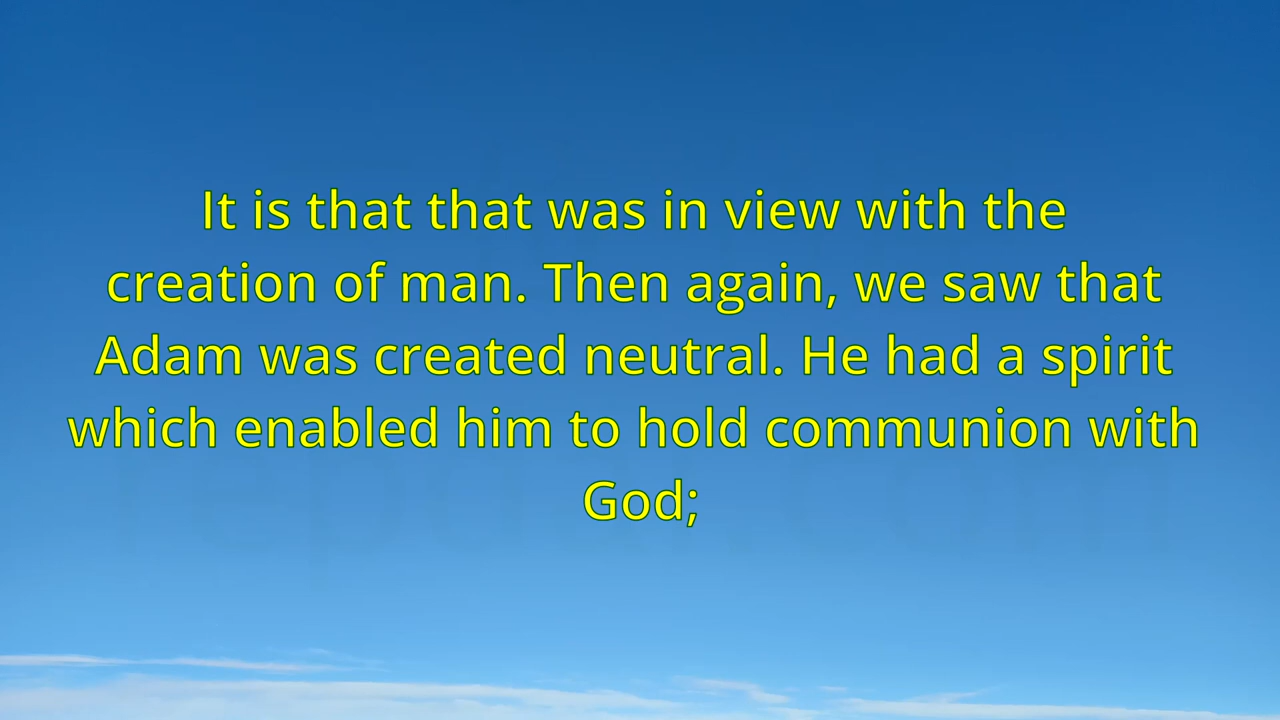 It is that that was in view with the
creation of man. Then again, we saw that
Adam was created neutral. He had a spirit
which enabled him to hold communion with
God;